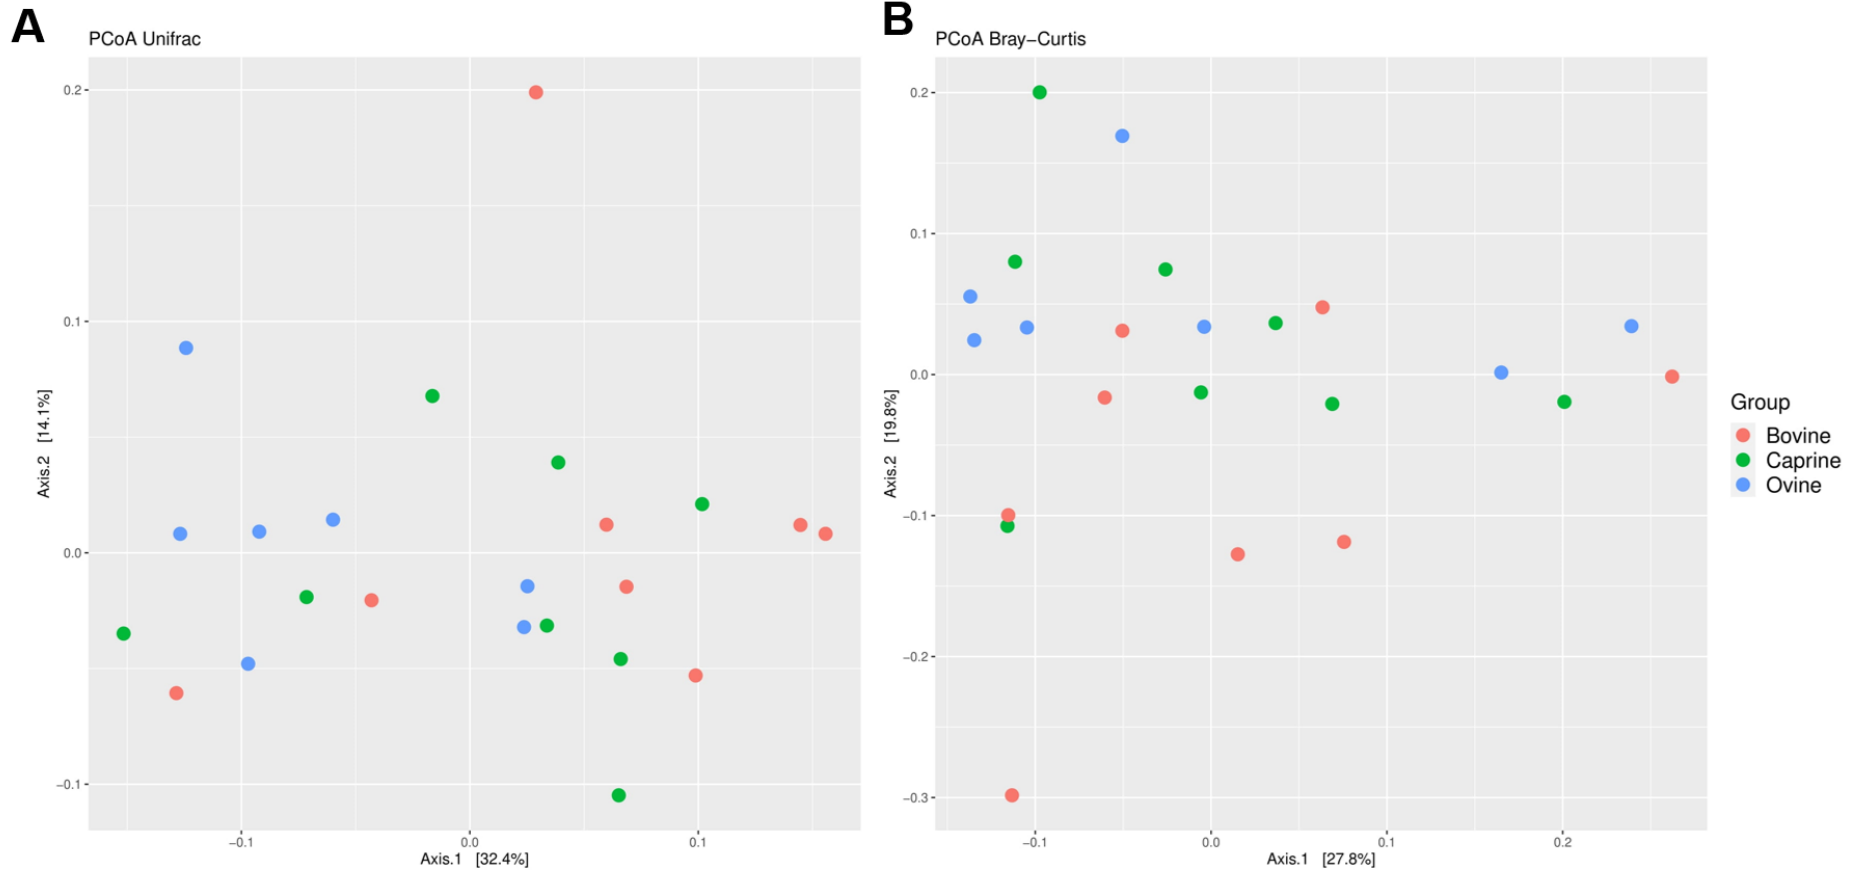 A
PCoA Unifrac
0.2
0.1
0.0
−0.1
Axis.2 [14.1%]
−0.1
0.0
0.1
Axis.1 [32.4%]
B
PCoA Bray−Curtis
0.2
0.1
0.0
−0.1
−0.2
−0.3
Axis.2 [19.8%]
−0.1
0.0
0.1
0.2
Axis.1 [27.8%]
Group
Bovine
Caprine
Ovine